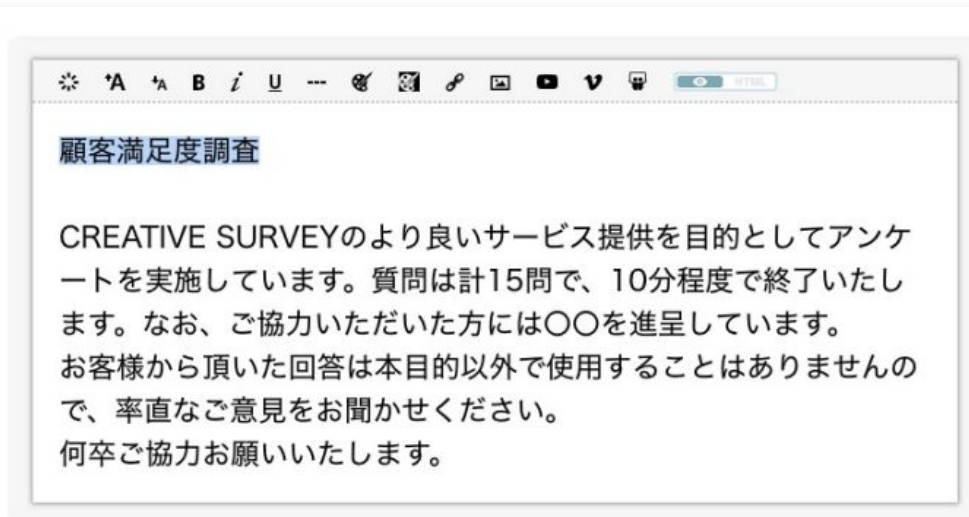 +A +A B i U ---- HTML
顧客満足度調査
CREATIVE SURVEYのより良いサービス提供を目的としてアンケ
ートを実施しています。質問は計15問で、10分程度で終了いたし
ます。なお、ご協力いただいた方には〇〇を進呈しています。
お客様から頂いた回答は本目的以外で使用することはありませんの
で、率直なご意見をお聞かせください。
何卒ご協力お願いいたします。